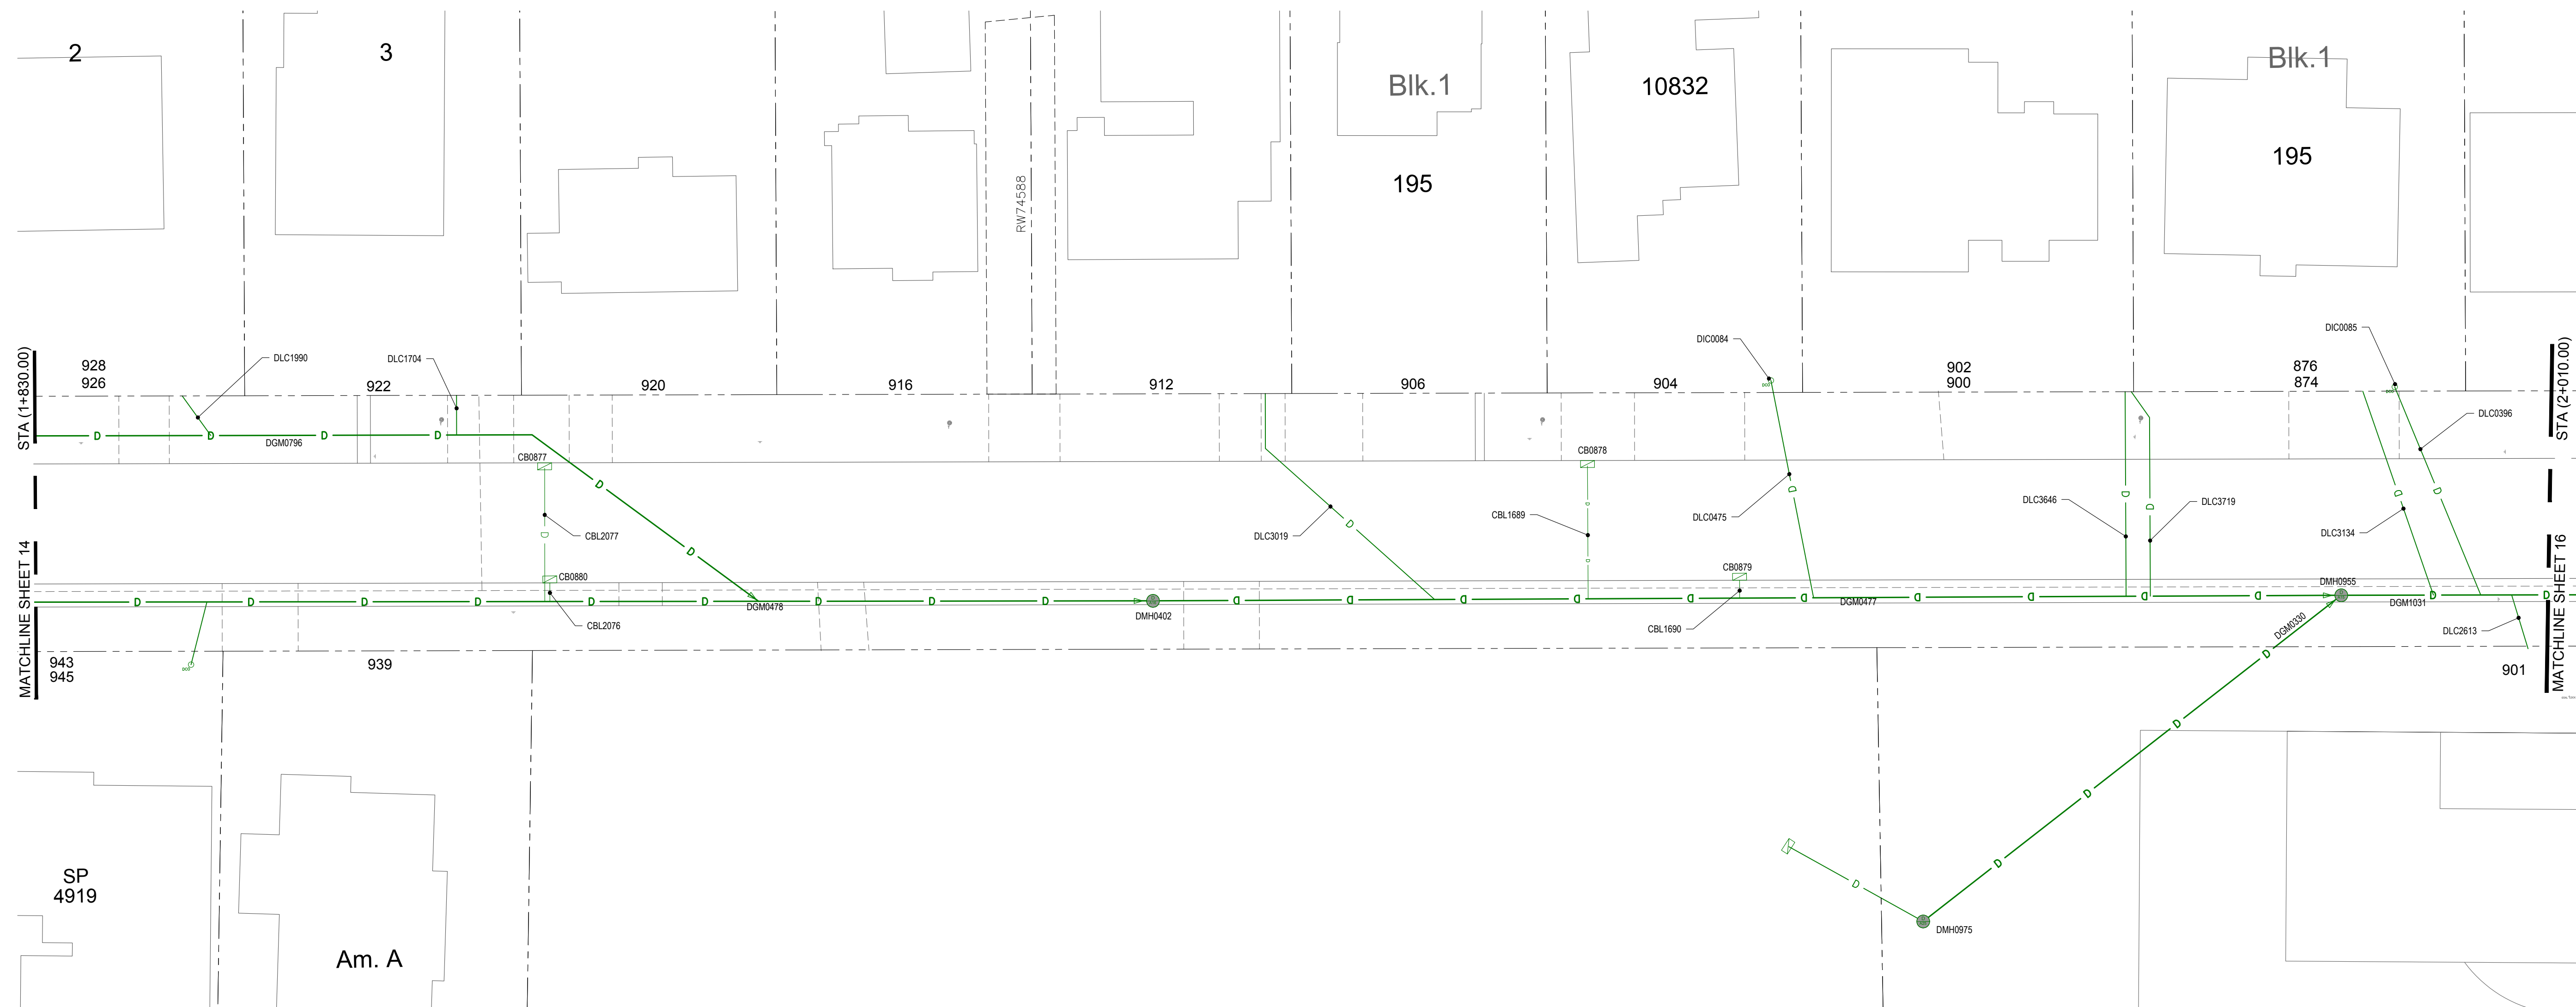 2
3
Blk.1
10832
Blk.1
195
195
RW74588
STA (1+830.00)
928
926
DLC1990
922
DLC1704
920
916
912
906
DIC0084
904
902
900
DIC0085
876
874
STA (2+010.00)
D D D D
DGM0796
CB0877
CB0878
DLC0396
D
D
CBL2077
D
DLC3019
D
CBL1689
D
D
DLC0475
D
DLC3646
D
D
DLC3719
D
D
DLC3134
MATCHLINE SHEET 14
CB0880
CB0879
DMH0955
MATCHLINE SHEET 16
D D D D D D D D D D D D D D D D D D D D
DGM0478
DMH0402
DGM0477
DGM1031
CBL2076
CBL1690
DGM0330
DLC2613
943
945
939
901
D
D
D
D
D
SP
4919
Am. A
DMH0975